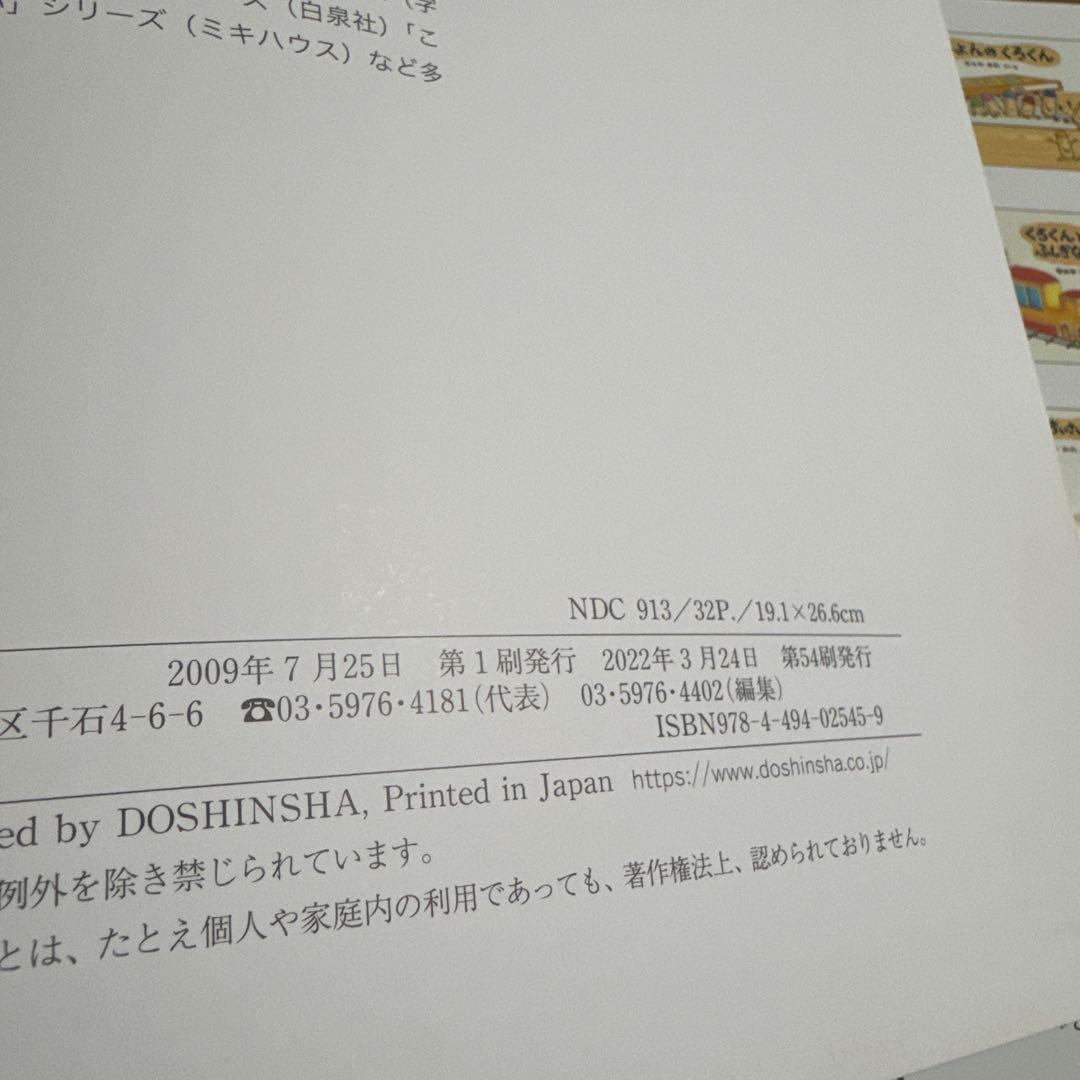 ズ（白泉社）「こ
シリーズ（ミキハウス）など多
よんのくろくん
くろくん
ふしぎな
NDC 913/32P./19.1×26.6cm
2009年7月25日 第1刷発行 2022年3月24日 第54刷発行
区千石4-6-6 ☎03・5976・4181（代表） 03・5976・4402（編集）
ISBN978-4-494-02545-9
ed by DOSHINSHA, Printed in Japan https://www.doshinsha.co.jp/
例外を除き禁じられています。
とは、たとえ個人や家庭内の利用であっても、著作権法上、認められておりません。